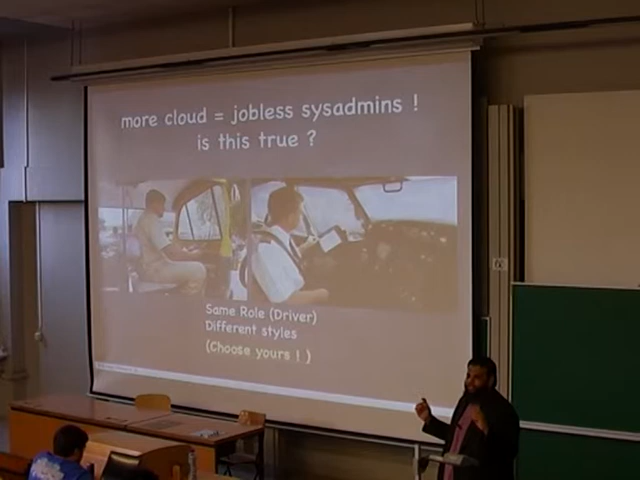 more cloud = jobless sysadmins !
is this true ?
Same Role (Driver)
Different styles
(Choose yours ! )